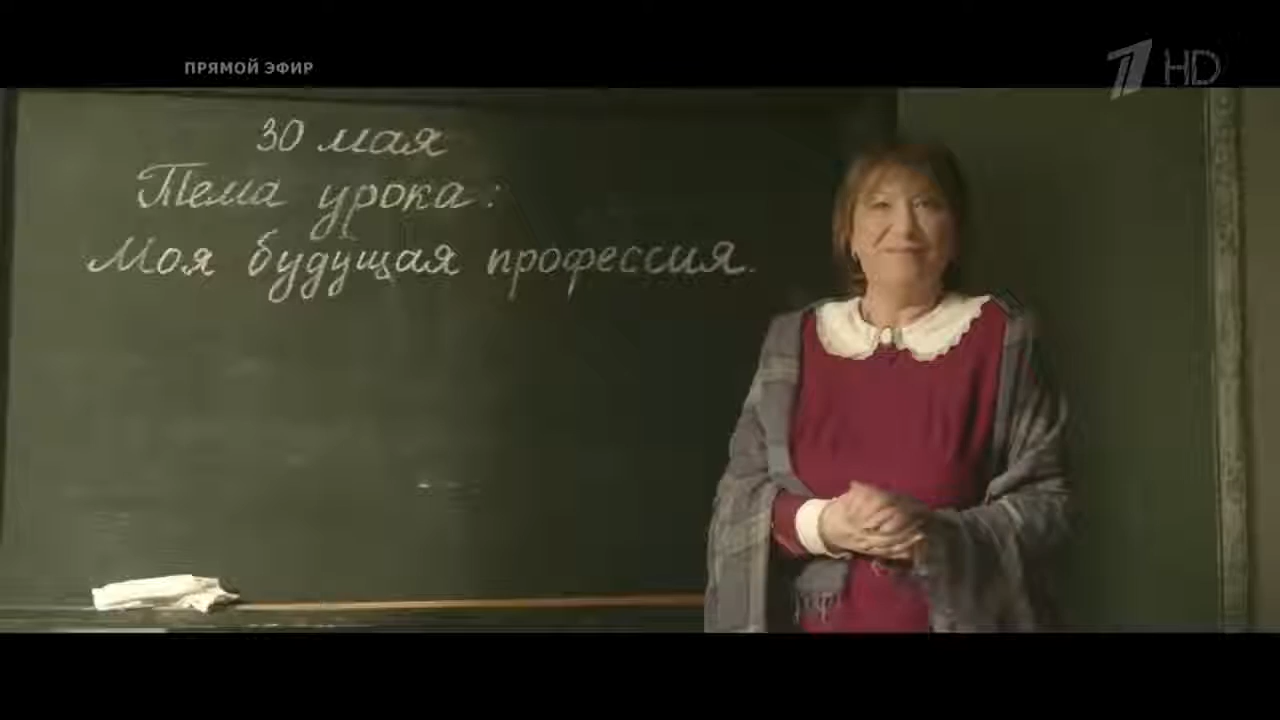 ПРЯМОЙ ЭФИР
1 HD
30 мая
Тема урока:
Моя будущая профессия.